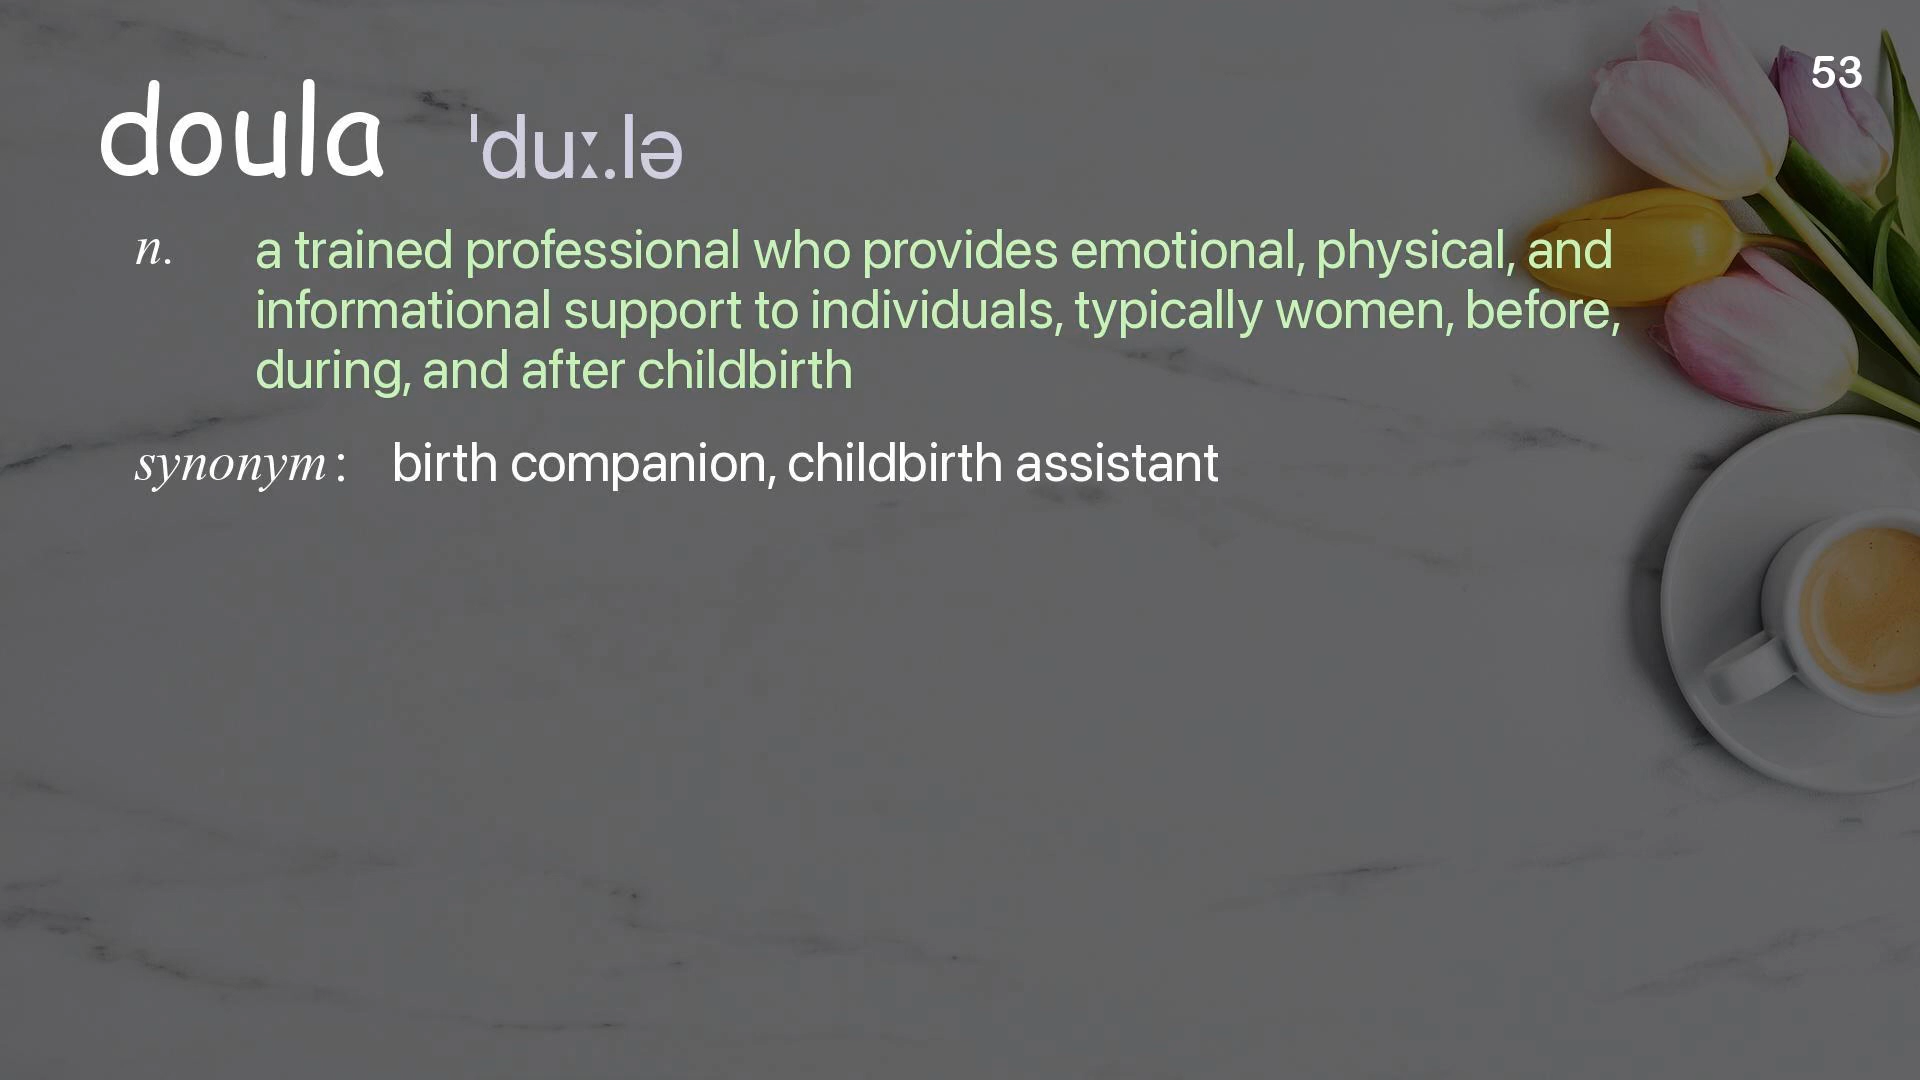 53
doula ˈduː.lə
n. a trained professional who provides emotional, physical, and
informational support to individuals, typically women, before,
during, and after childbirth
synonym : birth companion, childbirth assistant